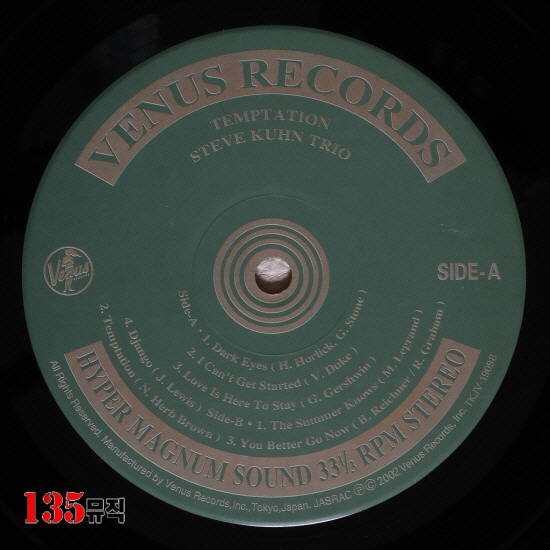 VENUS RECORDS
TEMPTATION
STEVE KUHN TRIO
Venus
SIDE-A
Side-A • 1. Dark Eyes ( H. Horlick, G. Stone )
2. I Can't Get Started ( V. Duke )
3. Love Is Here To Stay ( G. Gershwin )
4. Django ( J. Lewis ) Side-B • 1. The Summer Knows ( M. Legrand )
2. Temptation ( N. Herb Brown ) 3. You Better Go Now ( B. Reichner / R. Graham )
HYPER MAGNUM SOUND 33⅓ RPM STEREO
All Rights Reserved. Manufactured by Venus Records,Inc.,Tokyo,Japan. JASRAC ℗©2002 Venus Records, Inc.
135뮤직